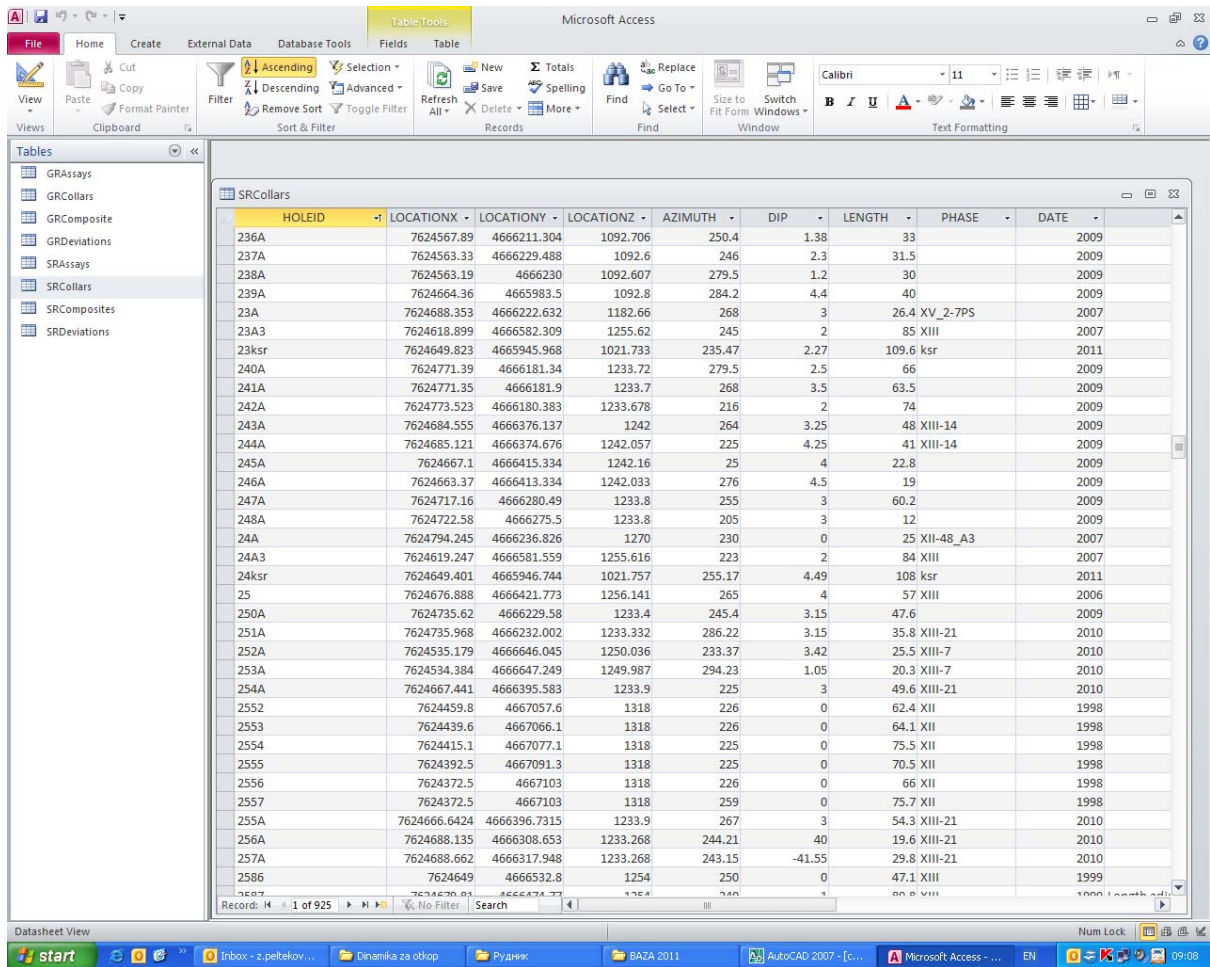 Table Tools
Microsoft Access
File Home Create External Data Database Tools Fields Table
View
Views
Paste
Cut
Copy
Format Painter
Clipboard
Filter
Ascending
Descending
Remove Sort
Selection
Advanced
Toggle Filter
Sort & Filter
Refresh All
New
Save
Delete
Totals
Spelling
More
Records
Find
Replace
Go To
Select
Find
Size to Fit Form
Switch Windows
Window
Calibri 11
B I U
Text Formatting
Tables
GRAssays
GRCollars
GRComposite
GRDeviations
SRAssays
SRCollars
SRComposites
SRDeviations
SRCollars
HOLEID LOCATIONX LOCATIONY LOCATIONZ AZIMUTH DIP LENGTH PHASE DATE
236A 7624567.89 4666211.304 1092.706 250.4 1.38 33 2009
237A 7624563.33 4666229.488 1092.6 246 2.3 31.5 2009
238A 7624563.19 4666230 1092.607 279.5 1.2 30 2009
239A 7624664.36 4665983.5 1092.8 284.2 4.4 40 2009
23A 7624688.353 4666222.632 1182.66 268 3 26.4 XV_2-7PS 2007
23A3 7624618.899 4666582.309 1255.62 245 2 85 XIII 2007
23ksr 7624649.823 4665945.968 1021.733 235.47 2.27 109.6 ksr 2011
240A 7624771.39 4666181.34 1233.72 279.5 2.5 66 2009
241A 7624771.35 4666181.9 1233.7 268 3.5 63.5 2009
242A 7624773.523 4666180.383 1233.678 216 2 74 2009
243A 7624684.555 4666376.137 1242 264 3.25 48 XIII-14 2009
244A 7624685.121 4666374.676 1242.057 225 4.25 41 XIII-14 2009
245A 7624667.1 4666415.334 1242.16 25 4 22.8 2009
246A 7624663.37 4666413.334 1242.033 276 4.5 19 2009
247A 7624717.16 4666280.49 1233.8 255 3 60.2 2009
248A 7624722.58 4666275.5 1233.8 205 3 12 2009
24A 7624794.245 4666236.826 1270 230 0 25 XII-48_A3 2007
24A3 7624619.247 4666581.559 1255.616 223 2 84 XIII 2007
24ksr 7624649.401 4665946.744 1021.757 255.17 4.49 108 ksr 2011
25 7624676.888 4666421.773 1256.141 265 4 57 XIII 2006
250A 7624735.62 4666229.58 1233.4 245.4 3.15 47.6 2009
251A 7624735.968 4666232.002 1233.332 286.22 3.15 35.8 XIII-21 2010
252A 7624535.179 4666646.045 1250.036 233.37 3.42 25.5 XIII-7 2010
253A 7624534.384 4666647.249 1249.987 294.23 1.05 20.3 XIII-7 2010
254A 7624667.441 4666395.583 1233.9 225 3 49.6 XIII-21 2010
2552 7624459.8 4667057.6 1318 226 0 62.4 XII 1998
2553 7624439.6 4667066.1 1318 226 0 64.1 XII 1998
2554 7624415.1 4667077.1 1318 225 0 75.5 XII 1998
2555 7624392.5 4667091.3 1318 225 0 70.5 XII 1998
2556 7624372.5 4667103 1318 226 0 66 XII 1998
2557 7624372.5 4667103 1318 259 0 75.7 XII 1998
255A 7624666.6424 4666396.7315 1233.9 267 3 54.3 XIII-21 2010
256A 7624688.135 4666308.653 1233.268 244.21 40 19.6 XIII-21 2010
257A 7624688.662 4666317.948 1233.268 243.15 -41.55 29.8 XIII-21 2010
2586 7624649 4666532.8 1254 250 0 47.1 XIII 1999
Record: 1 of 925 No Filter Search
Datasheet View
Num Lock
start
Inbox - z.peltekov...
Dinamika za otkop
Рудник
BAZA 2011
AutoCAD 2007 - [c...
Microsoft Access - ...
EN
09:08